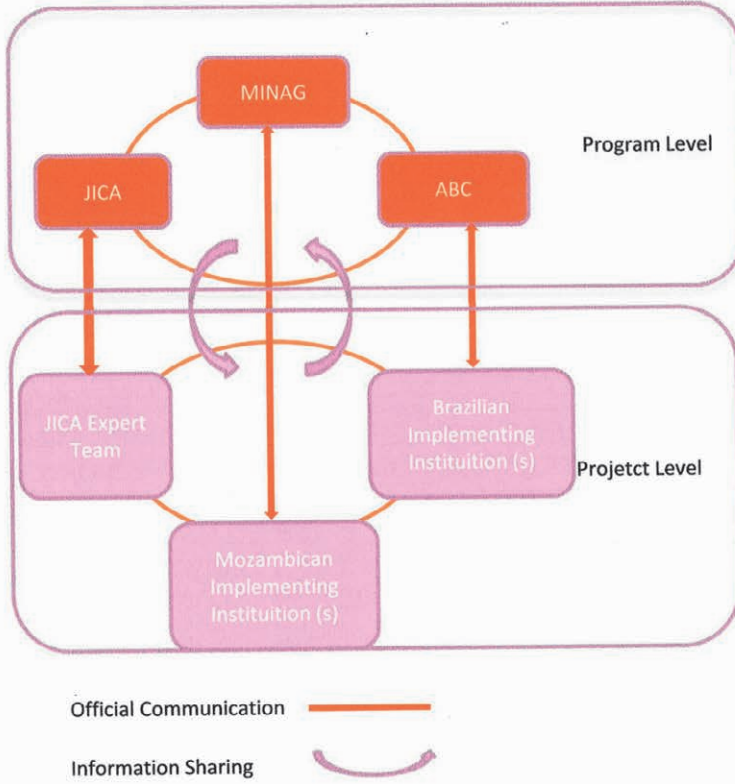 MINAG
Program Level
JICA
ABC
JICA Expert
Team
Brazilian
Implementing
Instituition (s)
Projetct Level
Mozambican
Implementing
Instituition (s)
Official Communication
Information Sharing